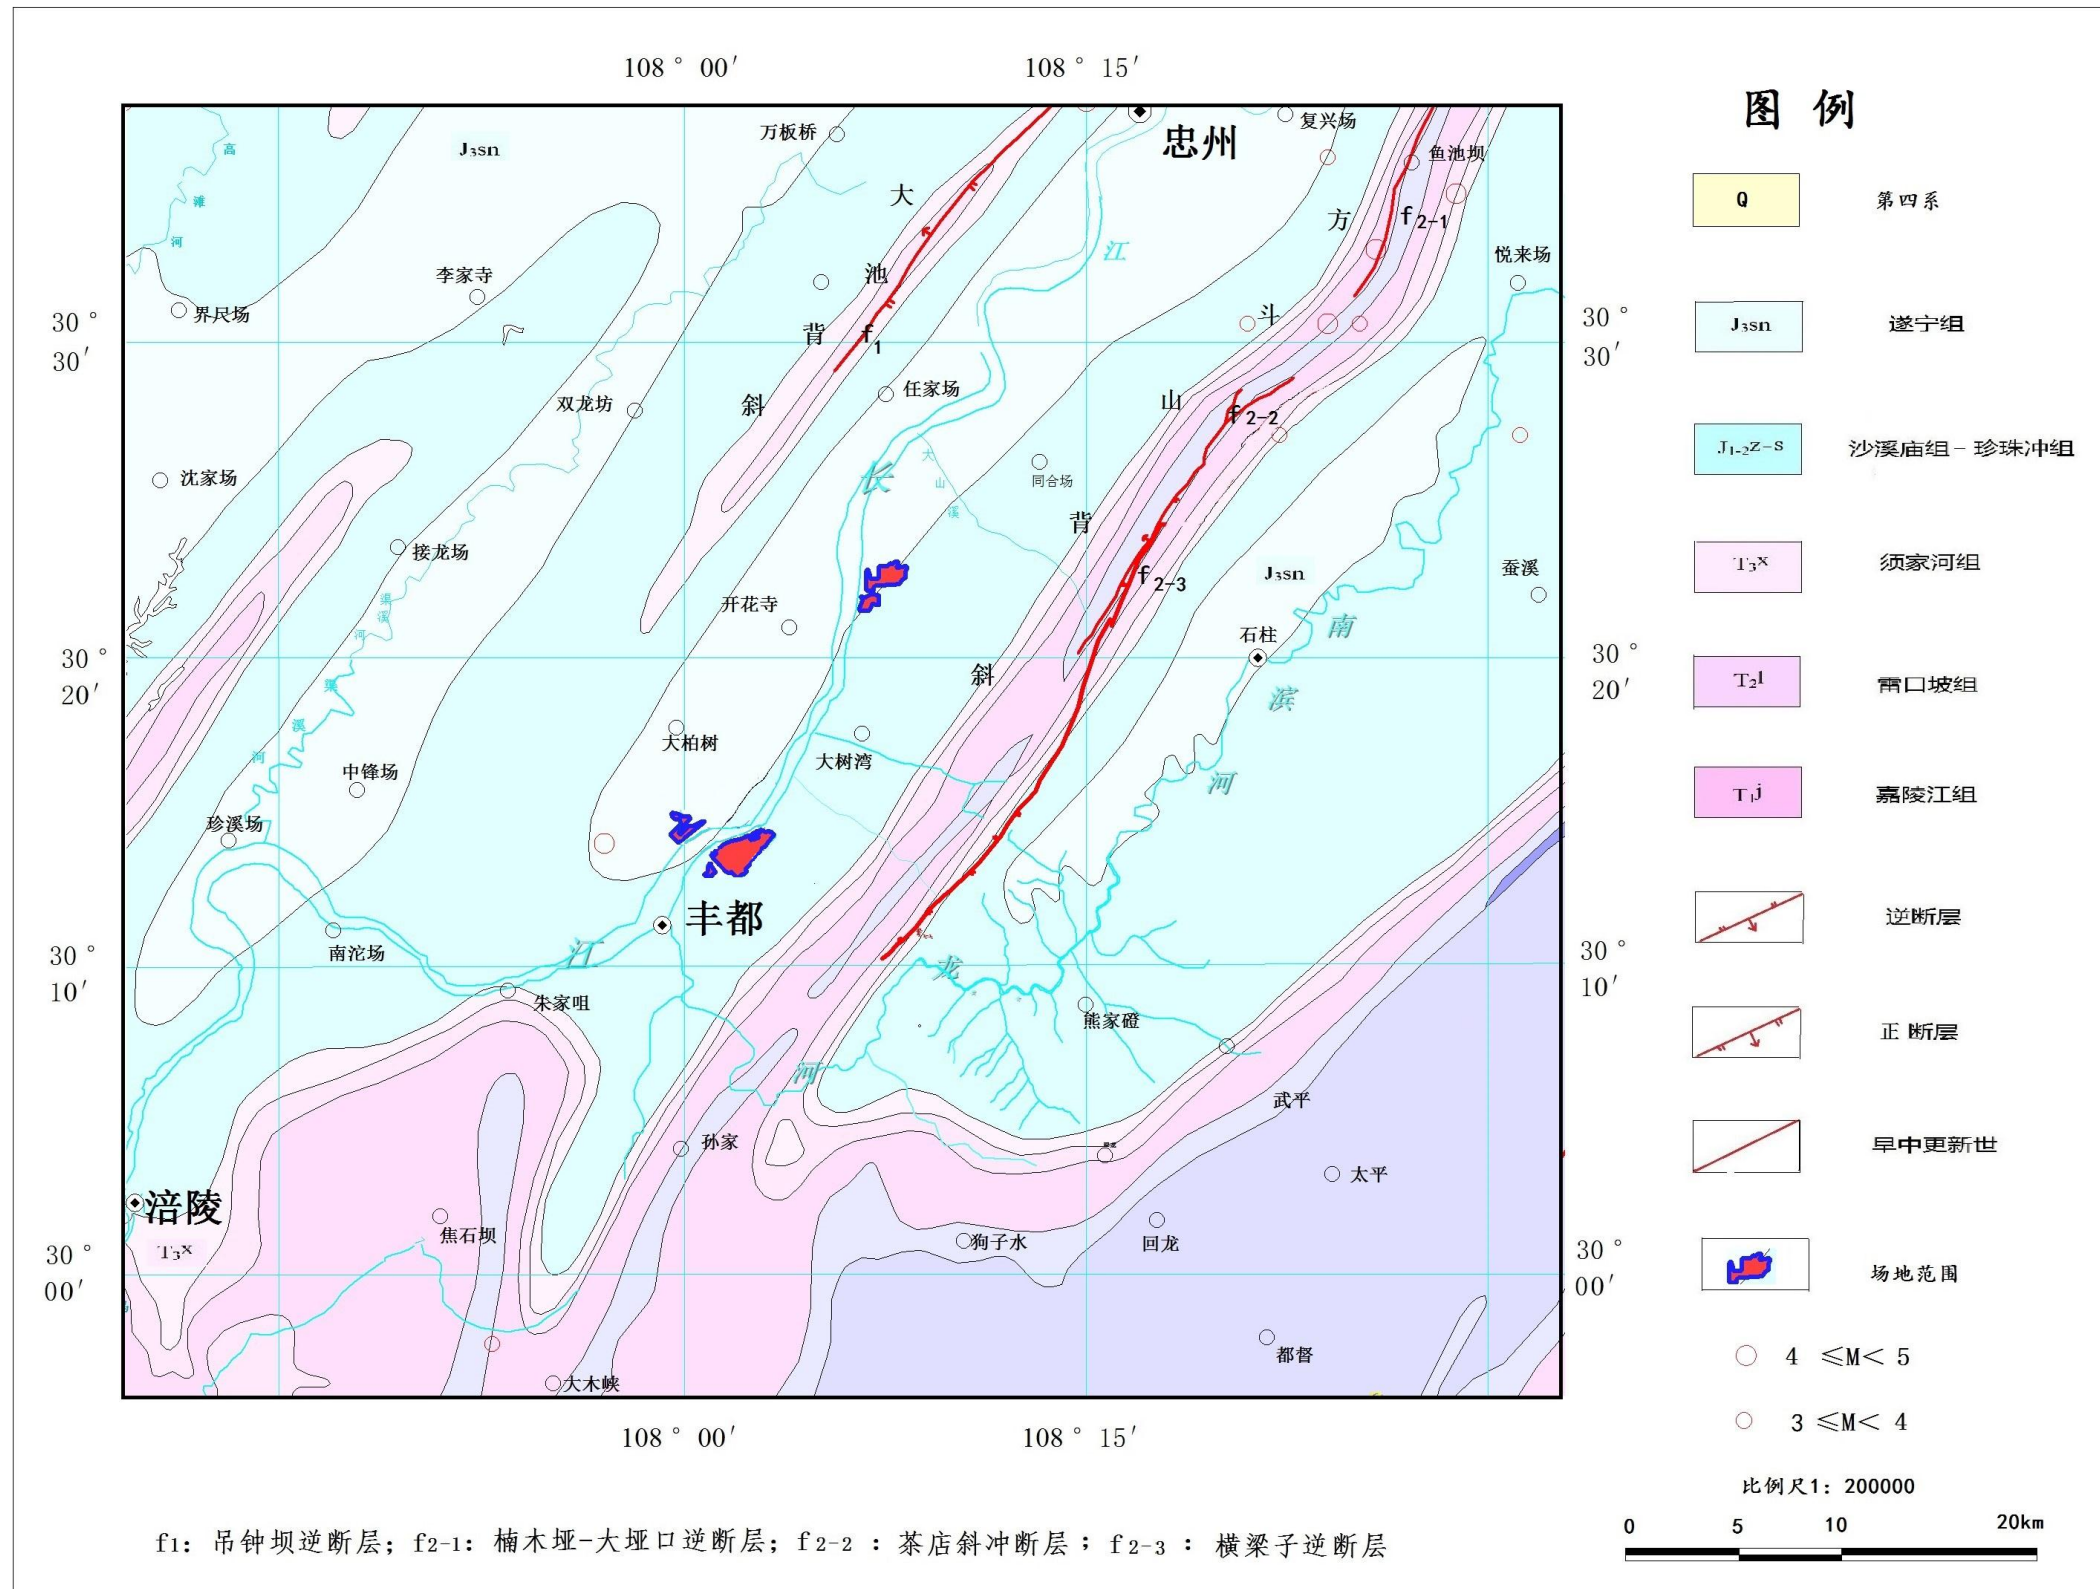 108° 00′
108° 15′
30°
30′
30°
20′
30°
10′
30°
00′
30°
30′
30°
20′
30°
10′
30°
00′
108° 00′
108° 15′
J₃sn
高
滩
河
万板桥
大
池
背
斜
f₁
忠州
复兴场
鱼池坝
方
斗
山
背
斜
f₂₋₁
悦来场
江
李家寺
界尺场
双龙坊
任家场
f₂₋₂
长
大
山
溪
同合场
沈家场
接龙场
渠
溪
河
开花寺
f₂₋₃
J₃sn
蚕溪
石柱
南
滨
河
渠
溪
河
大柏树
大树湾
中锋场
珍溪场
丰都
江
南沱场
朱家咀
龙
河
熊家磴
武平
孙家
太平
涪陵
T₃x
焦石坝
狗子水
回龙
都督
大木峡
图 例
Q
第四系
J₃sn
遂宁组
J₁₋₂z-s
沙溪庙组-珍珠冲组
T₃x
须家河组
T₂l
雷口坡组
T₁j
嘉陵江组
逆断层
正断层
早中更新世
场地范围
4 ≤M< 5
3 ≤M< 4
比例尺1: 200000
0 5 10 20km
f₁: 吊钟坝逆断层; f₂₋₁: 楠木垭-大垭口逆断层; f₂₋₂ : 茶店斜冲断层 ; f₂₋₃ : 横梁子逆断层